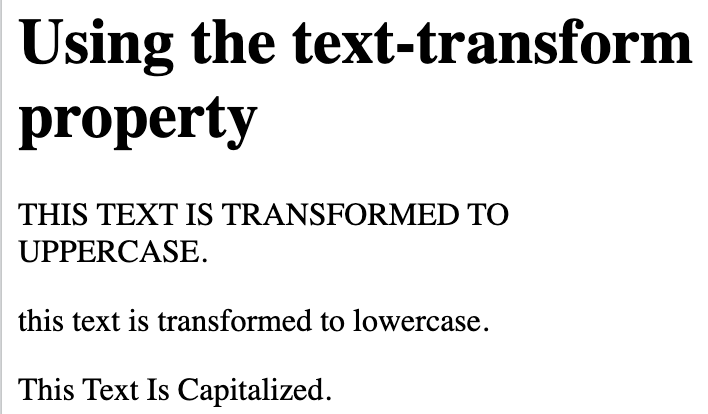 Using the text-transform
property
THIS TEXT IS TRANSFORMED TO
UPPERCASE.
this text is transformed to lowercase.
This Text Is Capitalized.